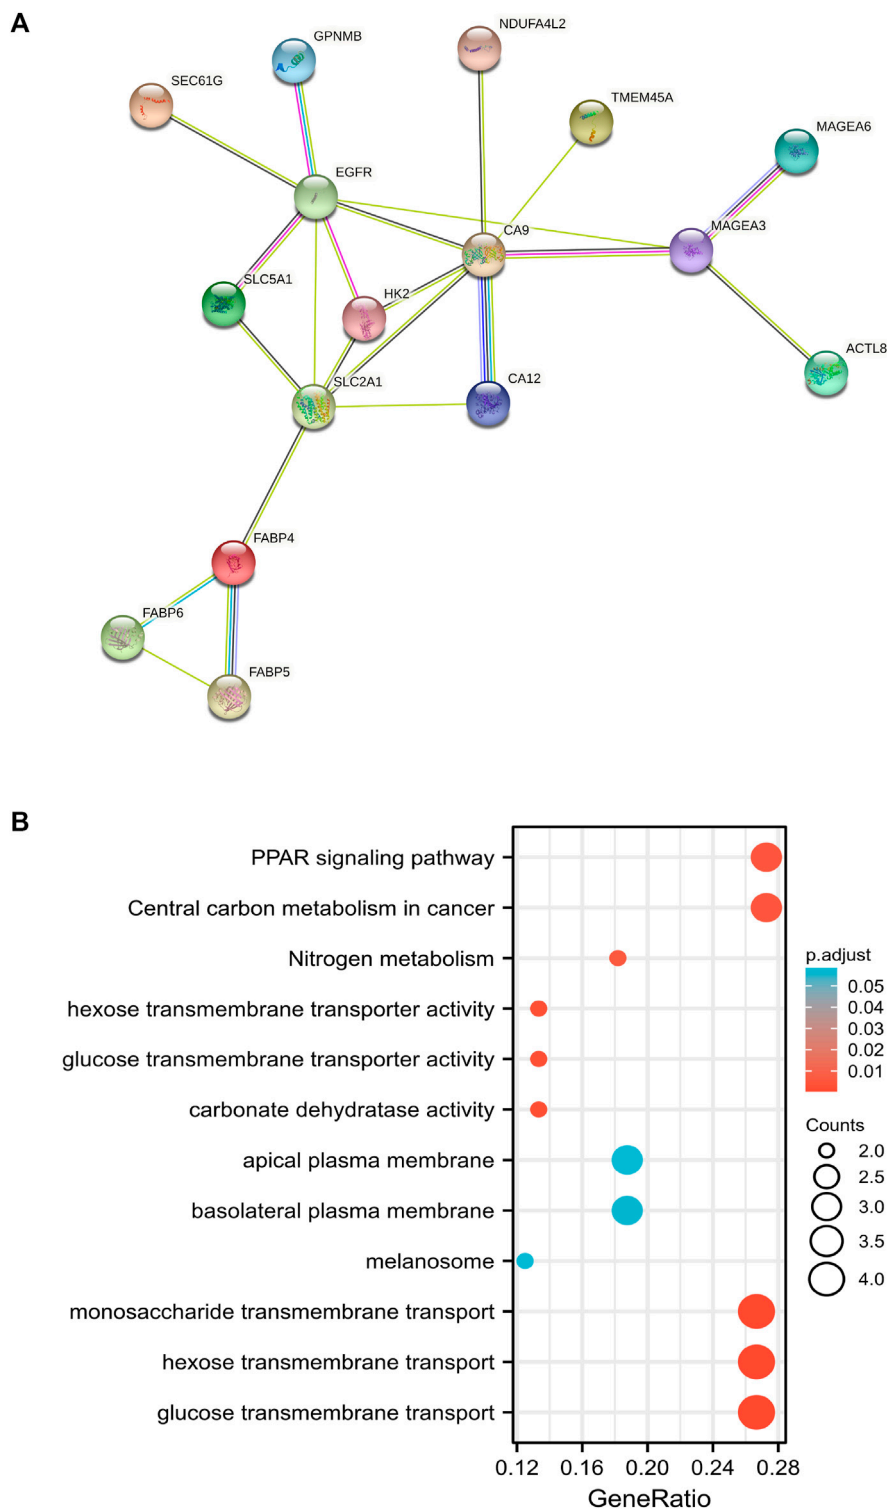 A
GPNMB
NDUFA4L2
SEC61G
TMEM45A
MAGEA6
EGFR
MAGEA3
CA9
SLC5A1
HK2
ACTL8
SLC2A1
CA12
FABP4
FABP6
FABP5
B
PPAR signaling pathway
Central carbon metabolism in cancer
Nitrogen metabolism
hexose transmembrane transporter activity
glucose transmembrane transporter activity
carbonate dehydratase activity
apical plasma membrane
basolateral plasma membrane
melanosome
monosaccharide transmembrane transport
hexose transmembrane transport
glucose transmembrane transport
0.12 0.16 0.20 0.24 0.28
GeneRatio
p.adjust
0.05
0.04
0.03
0.02
0.01
Counts
2.0
2.5
3.0
3.5
4.0